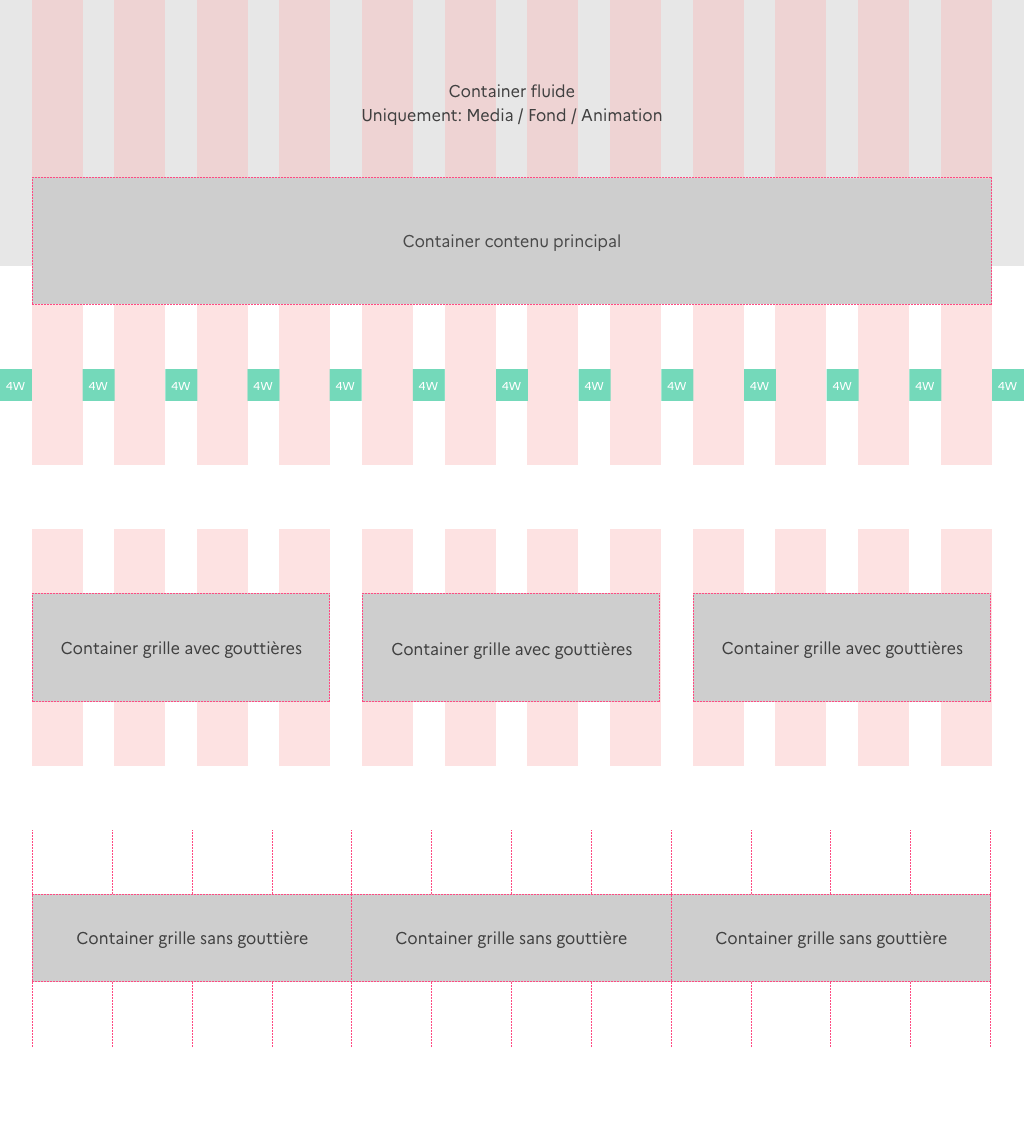 Container fluide
Uniquement: Media / Fond / Animation
Container contenu principal
4W 4W 4W 4W 4W 4W 4W 4W 4W 4W 4W 4W 4W
Container grille avec gouttières Container grille avec gouttières Container grille avec gouttières
Container grille sans gouttière Container grille sans gouttière Container grille sans gouttière